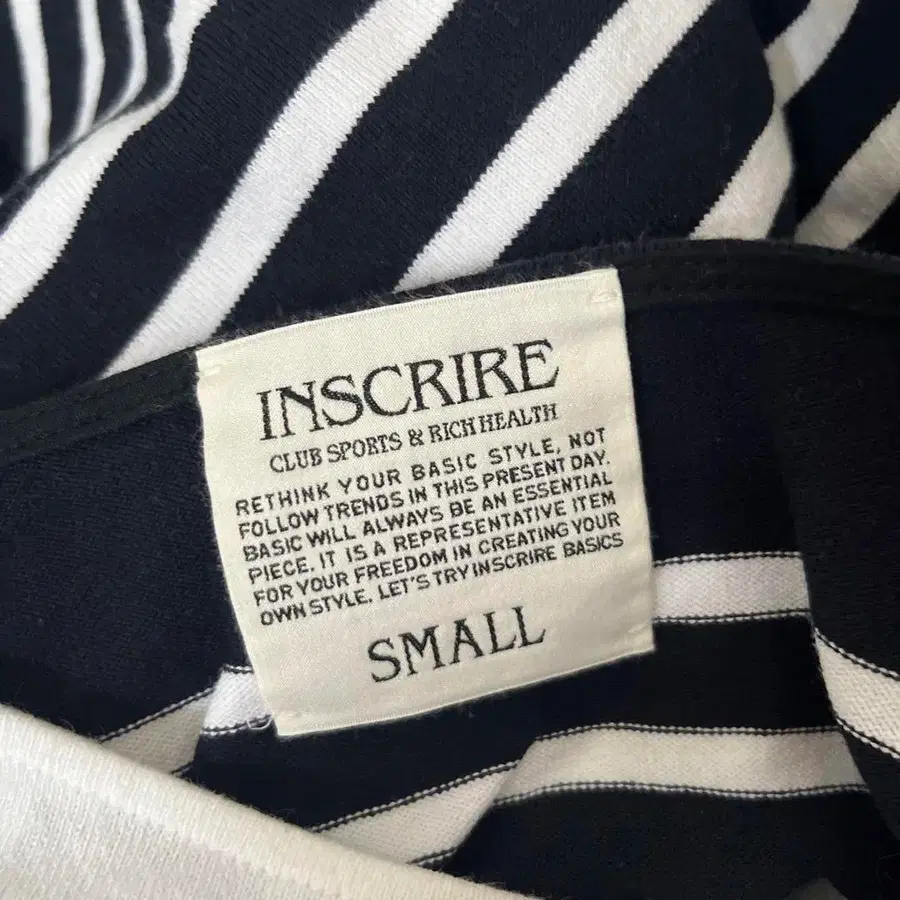 INSCRIRE
CLUB SPORTS & RICH HEALTH
RETHINK YOUR BASIC STYLE, NOT
FOLLOW TRENDS IN THIS PRESENT DAY.
BASIC WILL ALWAYS BE AN ESSENTIAL
PIECE. IT IS A REPRESENTATIVE ITEM
FOR YOUR FREEDOM IN CREATING YOUR
OWN STYLE. LET'S TRY INSCRIRE BASICS
SMALL